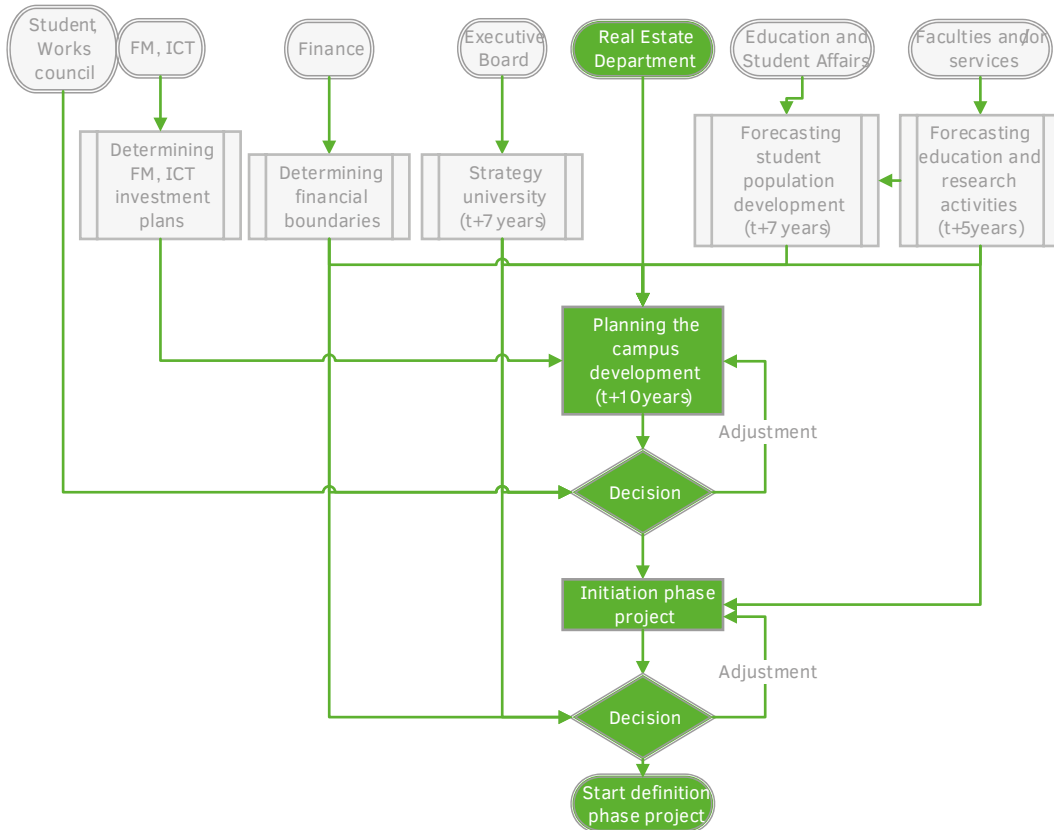 Student,
Works
council
FM, ICT
Finance
Executive
Board
Real Estate
Department
Education and
Student Affairs
Faculties and/or
services
Determining
FM, ICT
investment
plans
Determining
financial
boundaries
Strategy
university
(t+7 years)
Forecasting
student
population
development
(t+7 years)
Forecasting
education and
research
activities
(t+5years)
Planning the
campus
development
(t+10years)
Adjustment
Decision
Initiation phase
project
Adjustment
Decision
Start definition
phase project